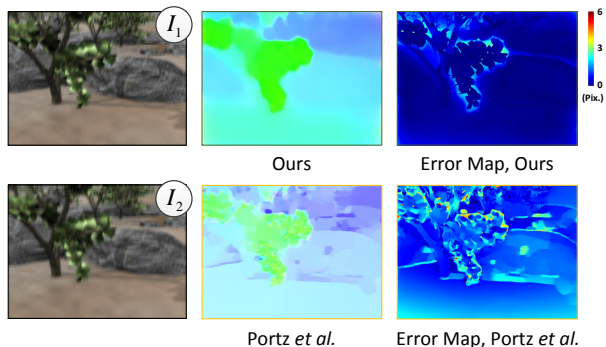 I1
6
3
0
(Pix.)
Ours
Error Map, Ours
I2
Portz et al.
Error Map, Portz et al.